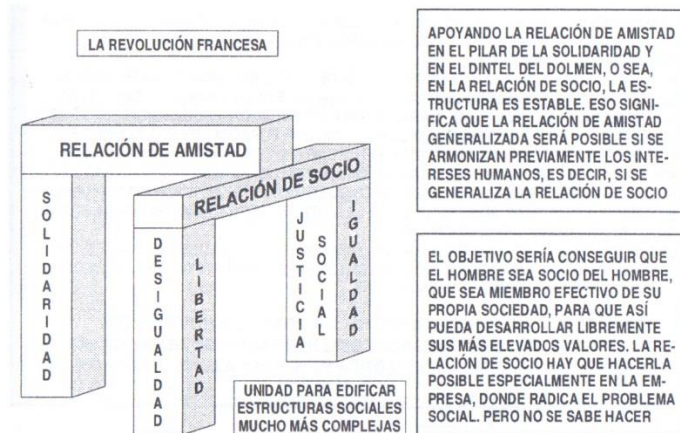 LA REVOLUCIÓN FRANCESA
RELACIÓN DE AMISTAD
RELACIÓN DE SOCIO
SOLIDARIDAD
DESIGUALDAD
LIBERTAD
JUSTICIA
SOCIAL
IGUALDAD
UNIDAD PARA EDIFICAR
ESTRUCTURAS SOCIALES
MUCHO MÁS COMPLEJAS
APOYANDO LA RELACIÓN DE AMISTAD
EN EL PILAR DE LA SOLIDARIDAD Y
EN EL DINTEL DEL DOLMEN, O SEA,
EN LA RELACIÓN DE SOCIO, LA ES-
TRUCTURA ES ESTABLE. ESO SIGNI-
FICA QUE LA RELACIÓN DE AMISTAD
GENERALIZADA SERÁ POSIBLE SI SE
ARMONIZAN PREVIAMENTE LOS INTE-
RESES HUMANOS, ES DECIR, SI SE
GENERALIZA LA RELACIÓN DE SOCIO
EL OBJETIVO SERÍA CONSEGUIR QUE
EL HOMBRE SEA SOCIO DEL HOMBRE,
QUE SEA MIEMBRO EFECTIVO DE SU
PROPIA SOCIEDAD, PARA QUE ASÍ
PUEDA DESARROLLAR LIBREMENTE
SUS MÁS ELEVADOS VALORES. LA RE-
LACIÓN DE SOCIO HAY QUE HACERLA
POSIBLE ESPECIALMENTE EN LA EM-
PRESA, DONDE RADICA EL PROBLEMA
SOCIAL. PERO NO SE SABE HACER